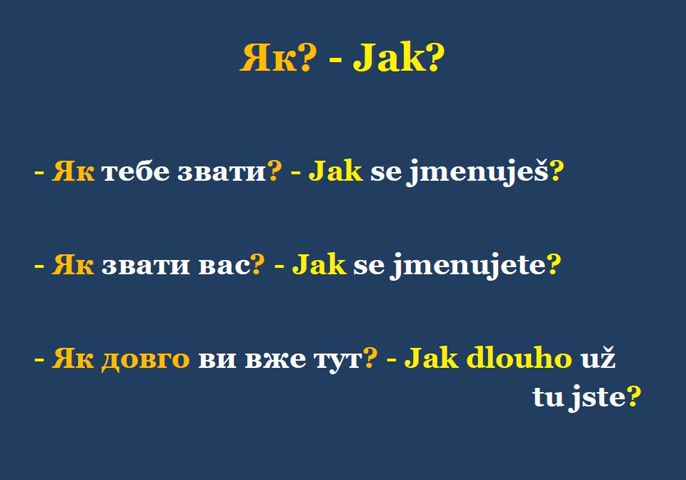 Як? - Jak?
- Як тебе звати? - Jak se jmenuješ?
- Як звати вас? - Jak se jmenujete?
- Як довго ви вже тут? - Jak dlouho už
tu jste?